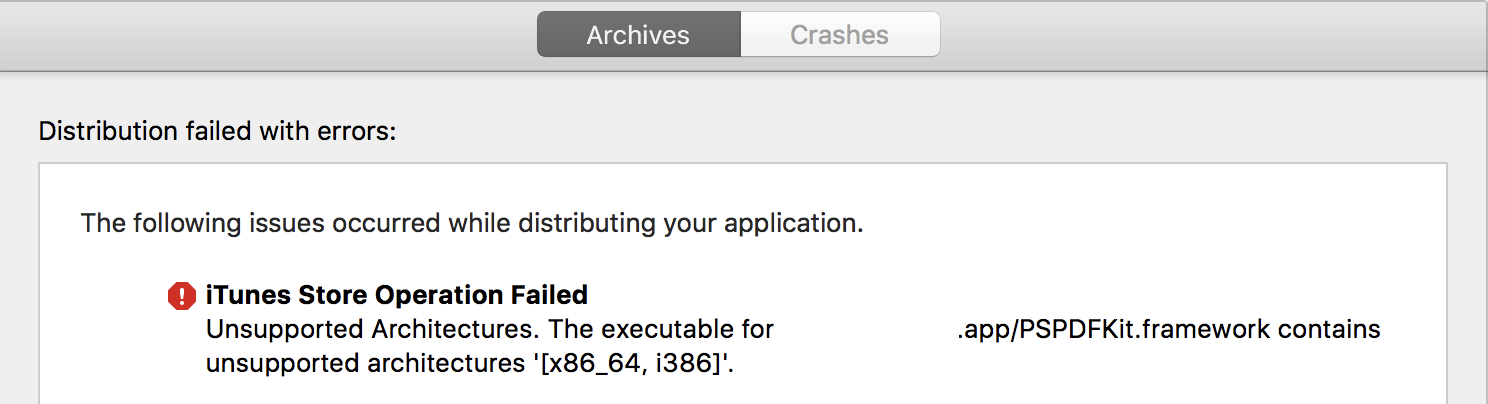 Archives Crashes
Distribution failed with errors:
The following issues occurred while distributing your application.
iTunes Store Operation Failed
Unsupported Architectures. The executable for .app/PSPDFKit.framework contains
unsupported architectures '[x86_64, i386]'.